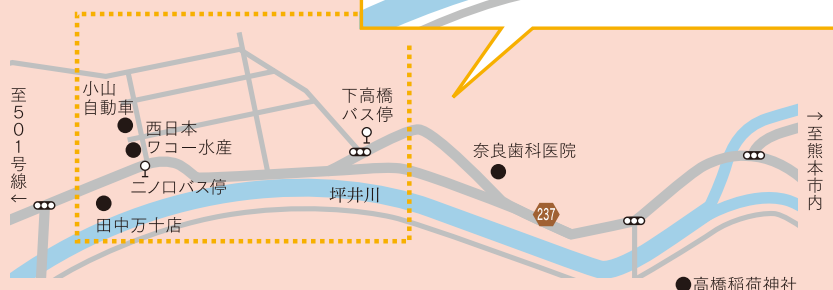 至501号線←
小山
自動車
西日本
ワコー水産
二ノ口バス停
田中万十店
下高橋
バス停
坪井川
奈良歯科医院
237
→至熊本市内
高橋稲荷神社